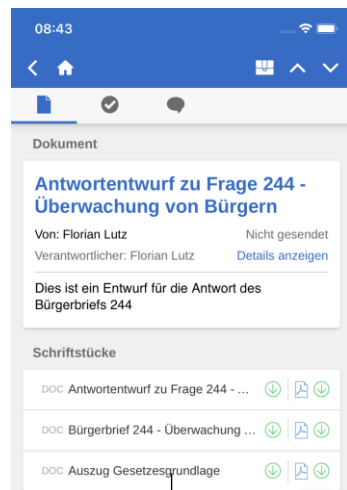 08:43
Dokument
Antwortentwurf zu Frage 244 -
Überwachung von Bürgern
Von: Florian Lutz Nicht gesendet
Verantwortlicher: Florian Lutz Details anzeigen
Dies ist ein Entwurf für die Antwort des
Bürgerbriefs 244
Schriftstücke
DOC Antwortentwurf zu Frage 244 - ...
DOC Bürgerbrief 244 - Überwachung ...
DOC Auszug Gesetzesgrundlage